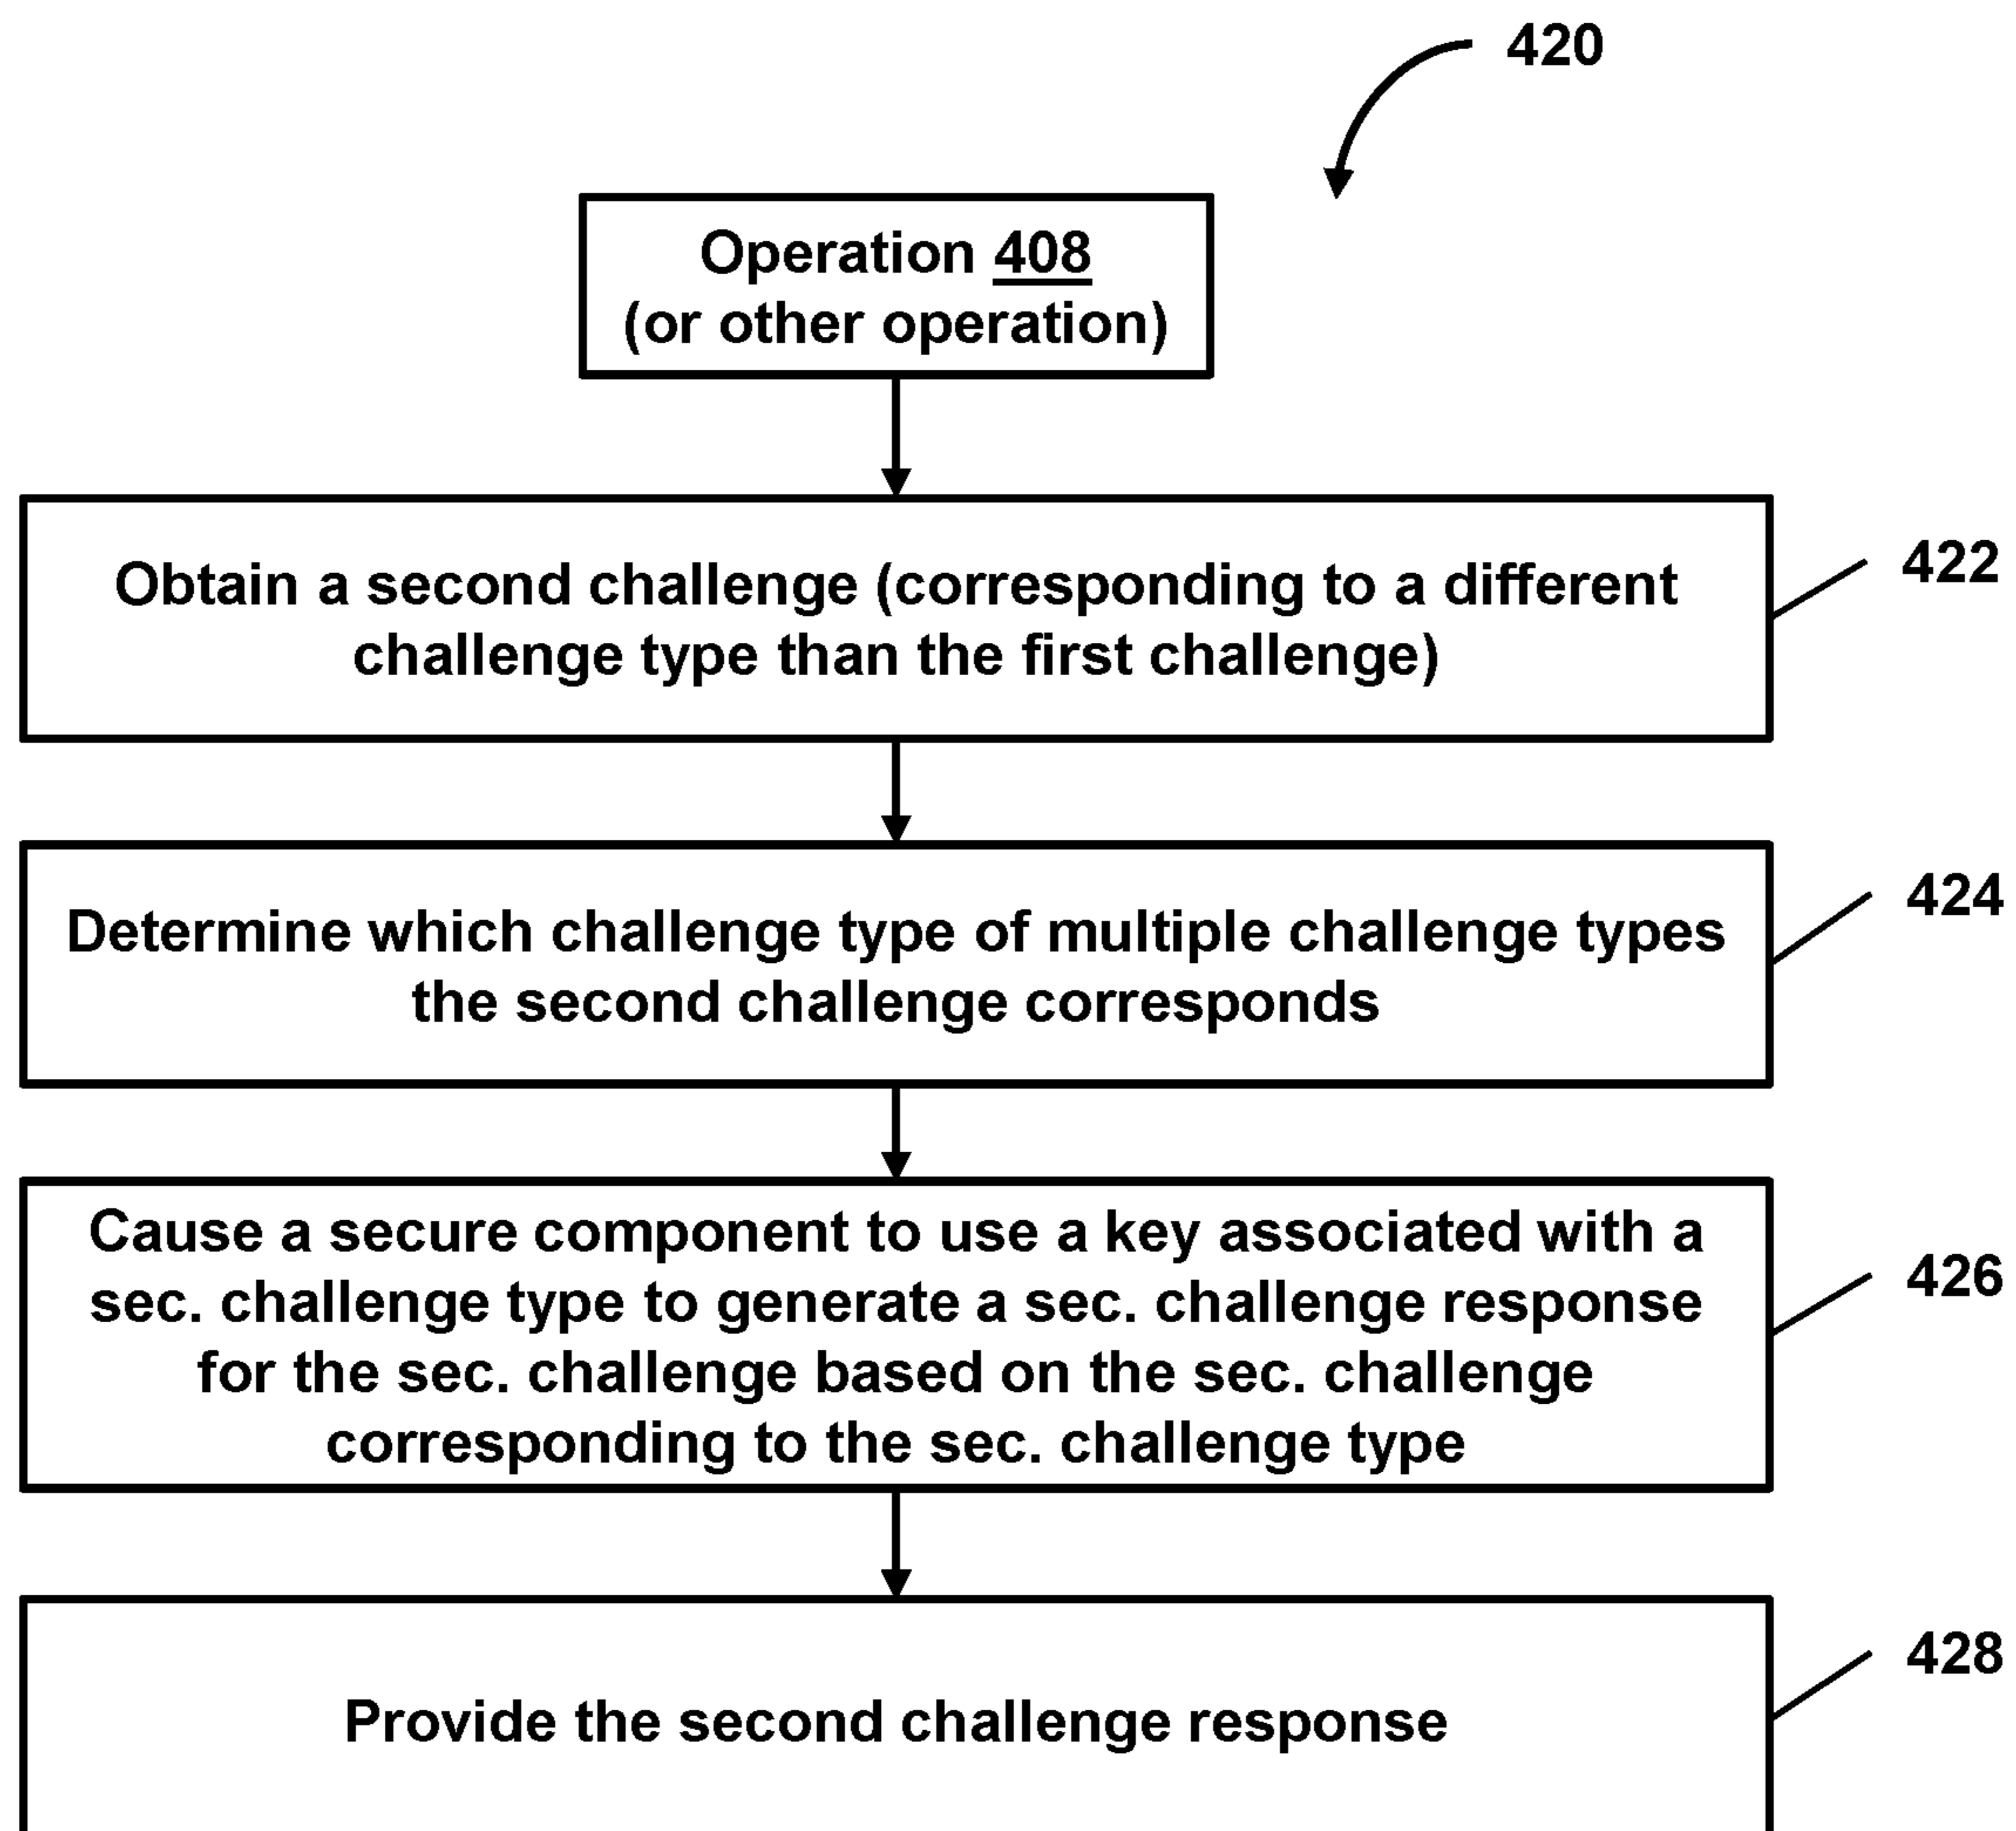 420
Operation 408
(or other operation)
Obtain a second challenge (corresponding to a different
challenge type than the first challenge)
422
Determine which challenge type of multiple challenge types
the second challenge corresponds
424
Cause a secure component to use a key associated with a
sec. challenge type to generate a sec. challenge response
for the sec. challenge based on the sec. challenge
corresponding to the sec. challenge type
426
Provide the second challenge response
428